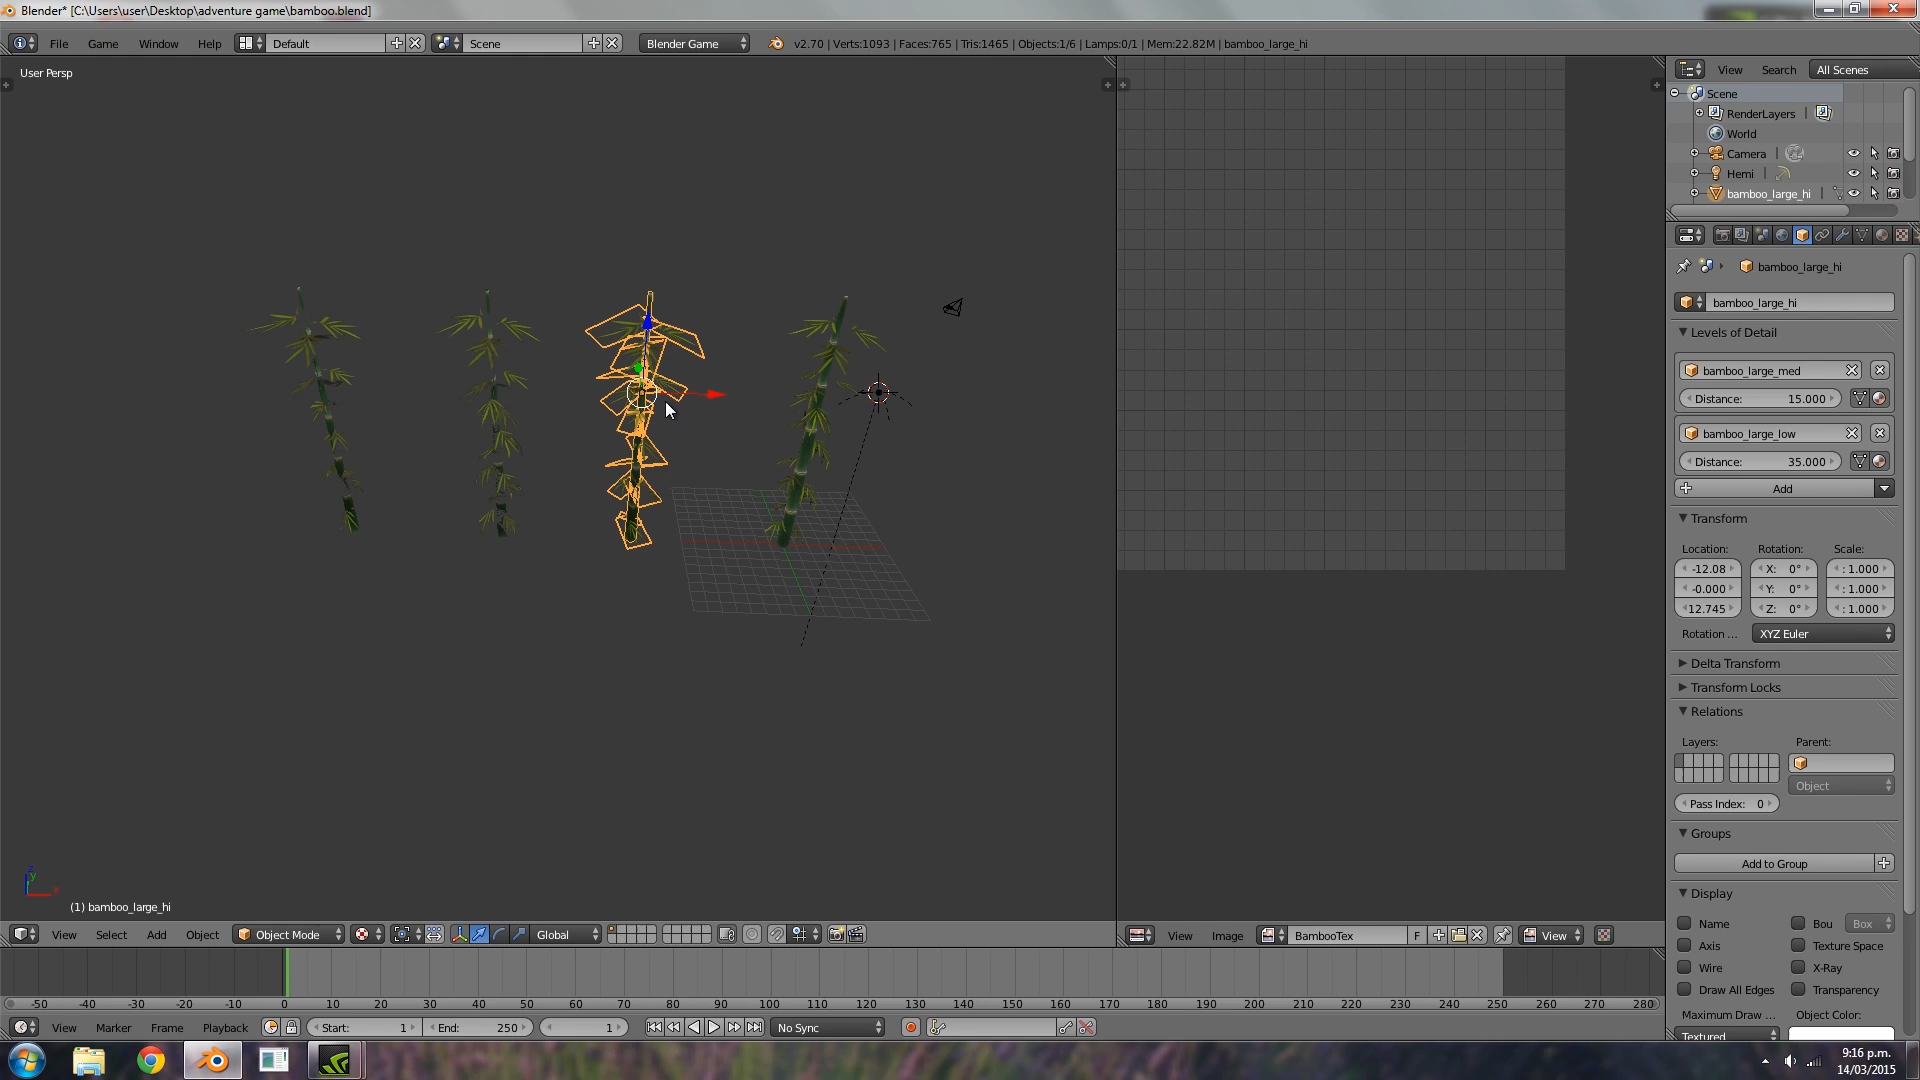 Blender* [C:\Users\user\Desktop\adventure game\bamboo.blend]
File Game Window Help Default Scene Blender Game v2.70 | Verts:1093 | Faces:765 | Tris:1465 | Objects:1/6 | Lamps:0/1 | Mem:22.82M | bamboo_large_hi
User Persp
(1) bamboo_large_hi
View Select Add Object Object Mode Global
View Image BambooTex F View
-50 -40 -30 -20 -10 0 10 20 30 40 50 60 70 80 90 100 110 120 130 140 150 160 170 180 190 200 210 220 230 240 250 260 270 280
View Marker Frame Playback Start: 1 End: 250 1 No Sync
View Search All Scenes
Scene
RenderLayers |
World
Camera |
Hemi |
bamboo_large_hi |
bamboo_large_hi
bamboo_large_hi
Levels of Detail
bamboo_large_med
Distance: 15.000
bamboo_large_low
Distance: 35.000
Add
Transform
Location: Rotation: Scale:
-12.08 X: 0° : 1.000
-0.000 Y: 0° : 1.000
12.745 Z: 0° : 1.000
Rotation ... XYZ Euler
Delta Transform
Transform Locks
Relations
Layers: Parent:
Object
Pass Index: 0
Groups
Add to Group
Display
Name Bou Box
Axis Texture Space
Wire X-Ray
Draw All Edges Transparency
Maximum Draw ... Object Color:
Textured
9:16 p.m.
14/03/2015